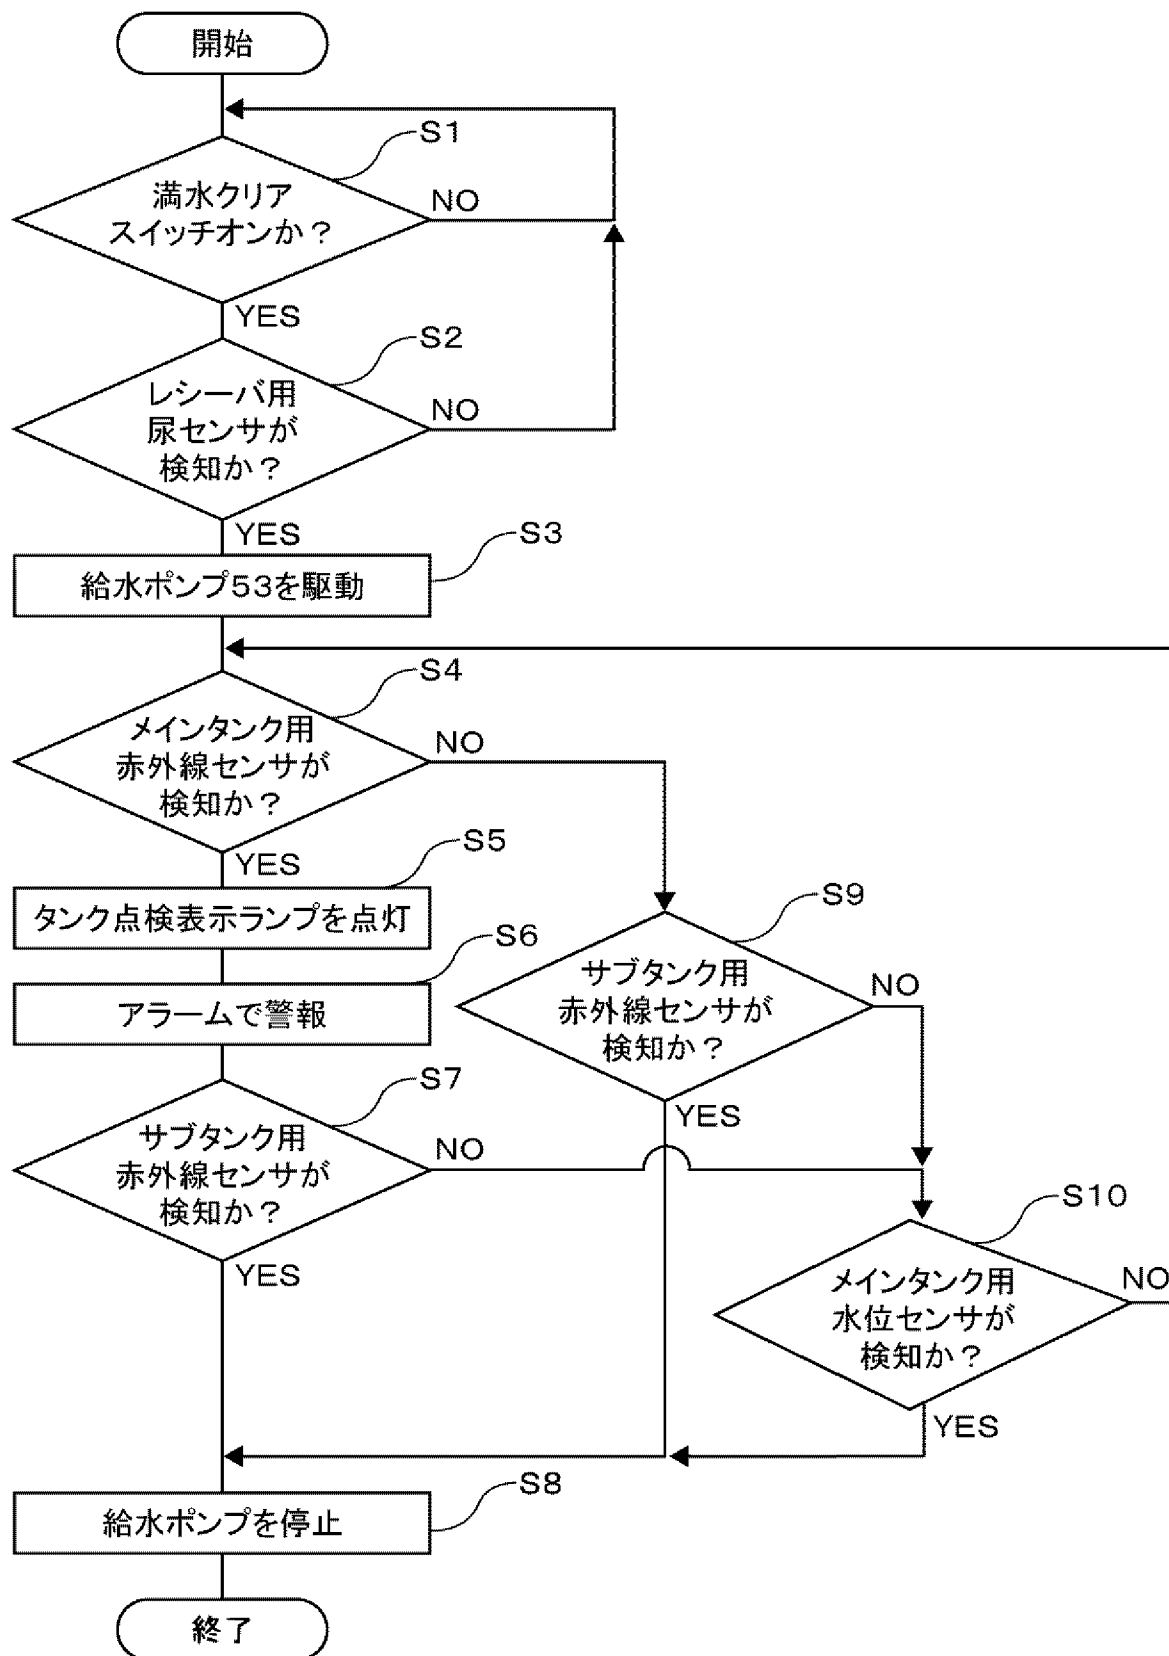 開始
S1
満水クリア
スイッチオンか？
NO
YES
S2
レシーバ用
尿センサが
検知か？
NO
YES
S3
給水ポンプ53を駆動
S4
メインタンク用
赤外線センサが
検知か？
NO
YES
S5
タンク点検表示ランプを点灯
S6
アラームで警報
S9
サブタンク用
赤外線センサが
検知か？
NO
YES
S7
サブタンク用
赤外線センサが
検知か？
NO
YES
S10
メインタンク用
水位センサが
検知か？
NO
YES
S8
給水ポンプを停止
終了